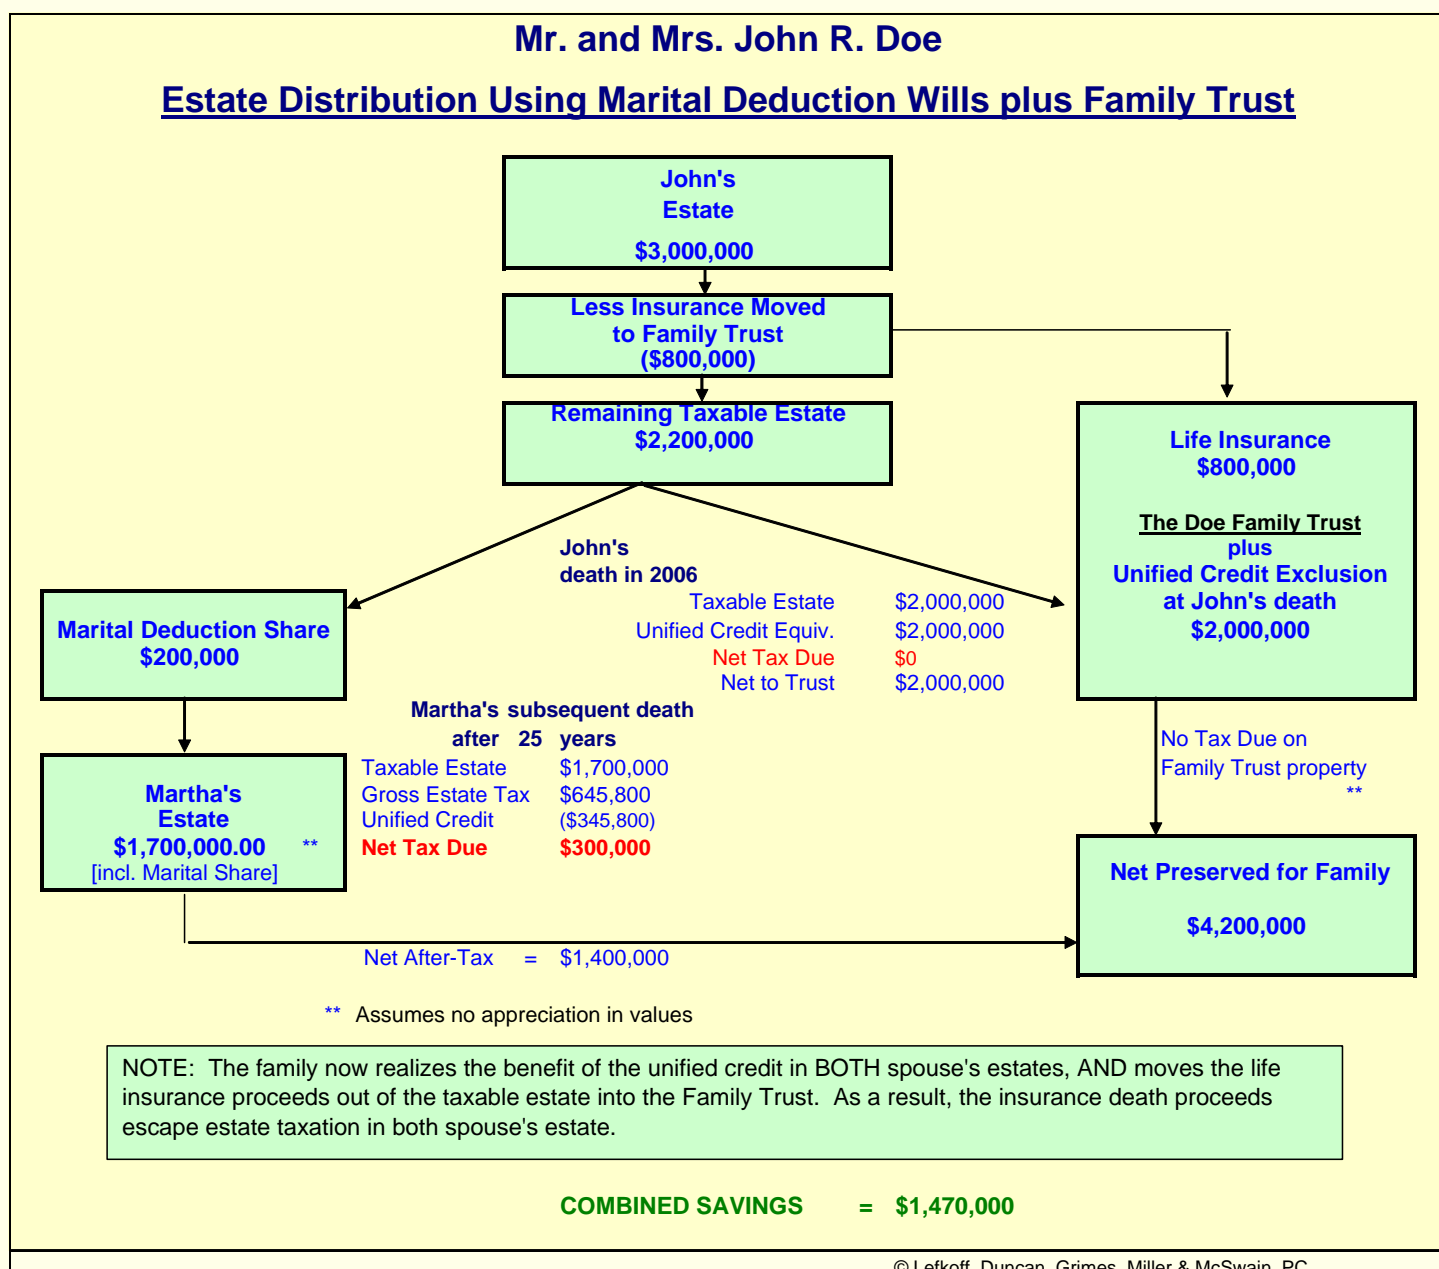 Mr. and Mrs. John R. Doe
Estate Distribution Using Marital Deduction Wills plus Family Trust
John's
Estate
$3,000,000
Less Insurance Moved
to Family Trust
($800,000)
Remaining Taxable Estate
$2,200,000
Life Insurance
$800,000
The Doe Family Trust
plus
Unified Credit Exclusion
at John's death
$2,000,000
John's
death in 2006
Taxable Estate $2,000,000
Unified Credit Equiv. $2,000,000
Net Tax Due $0
Net to Trust $2,000,000
Marital Deduction Share
$200,000
Martha's subsequent death
after 25 years
Taxable Estate $1,700,000
Gross Estate Tax $645,800
Unified Credit ($345,800)
Net Tax Due $300,000
Martha's
Estate
$1,700,000.00 **
[incl. Marital Share]
No Tax Due on
Family Trust property
**
Net Preserved for Family
$4,200,000
Net After-Tax = $1,400,000
** Assumes no appreciation in values
NOTE: The family now realizes the benefit of the unified credit in BOTH spouse's estates, AND moves the life
insurance proceeds out of the taxable estate into the Family Trust. As a result, the insurance death proceeds
escape estate taxation in both spouse's estate.
COMBINED SAVINGS = $1,470,000
© Lefkoff, Duncan, Grimes, Miller & McSwain, PC